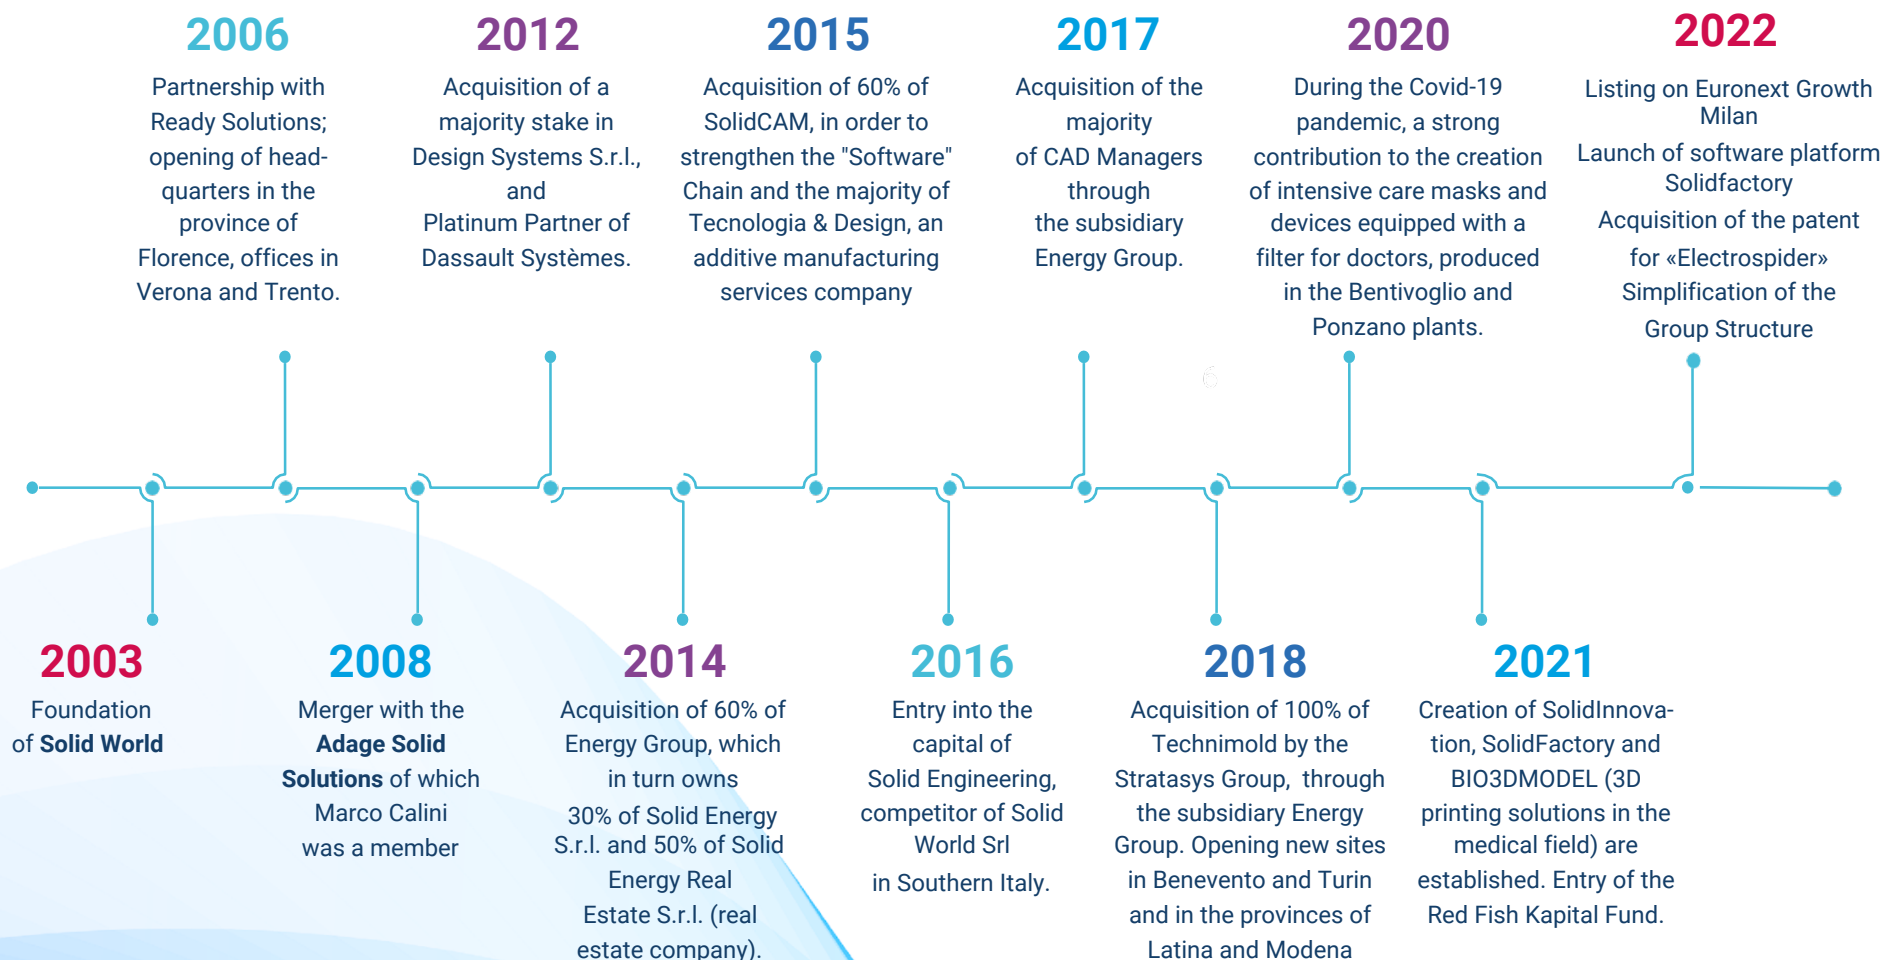 2006
Partnership with
Ready Solutions;
opening of head-
quarters in the
province of
Florence, offices in
Verona and Trento.
2012
Acquisition of a
majority stake in
Design Systems S.r.l.,
and
Platinum Partner of
Dassault Systèmes.
2015
Acquisition of 60% of
SolidCAM, in order to
strengthen the "Software"
Chain and the majority of
Tecnologia & Design, an
additive manufacturing
services company
2017
Acquisition of the
majority
of CAD Managers
through
the subsidiary
Energy Group.
2020
During the Covid-19
pandemic, a strong
contribution to the creation
of intensive care masks and
devices equipped with a
filter for doctors, produced
in the Bentivoglio and
Ponzano plants.
2022
Listing on Euronext Growth
Milan
Launch of software platform
Solidfactory
Acquisition of the patent
for «Electrospider»
Simplification of the
Group Structure
6
2003
Foundation
of Solid World
2008
Merger with the
Adage Solid
Solutions of which
Marco Calini
was a member
2014
Acquisition of 60% of
Energy Group, which
in turn owns
30% of Solid Energy
S.r.l. and 50% of Solid
Energy Real
Estate S.r.l. (real
estate company).
2016
Entry into the
capital of
Solid Engineering,
competitor of Solid
World Srl
in Southern Italy.
2018
Acquisition of 100% of
Technimold by the
Stratasys Group, through
the subsidiary Energy
Group. Opening new sites
in Benevento and Turin
and in the provinces of
Latina and Modena
2021
Creation of SolidInnova-
tion, SolidFactory and
BIO3DMODEL (3D
printing solutions in the
medical field) are
established. Entry of the
Red Fish Kapital Fund.